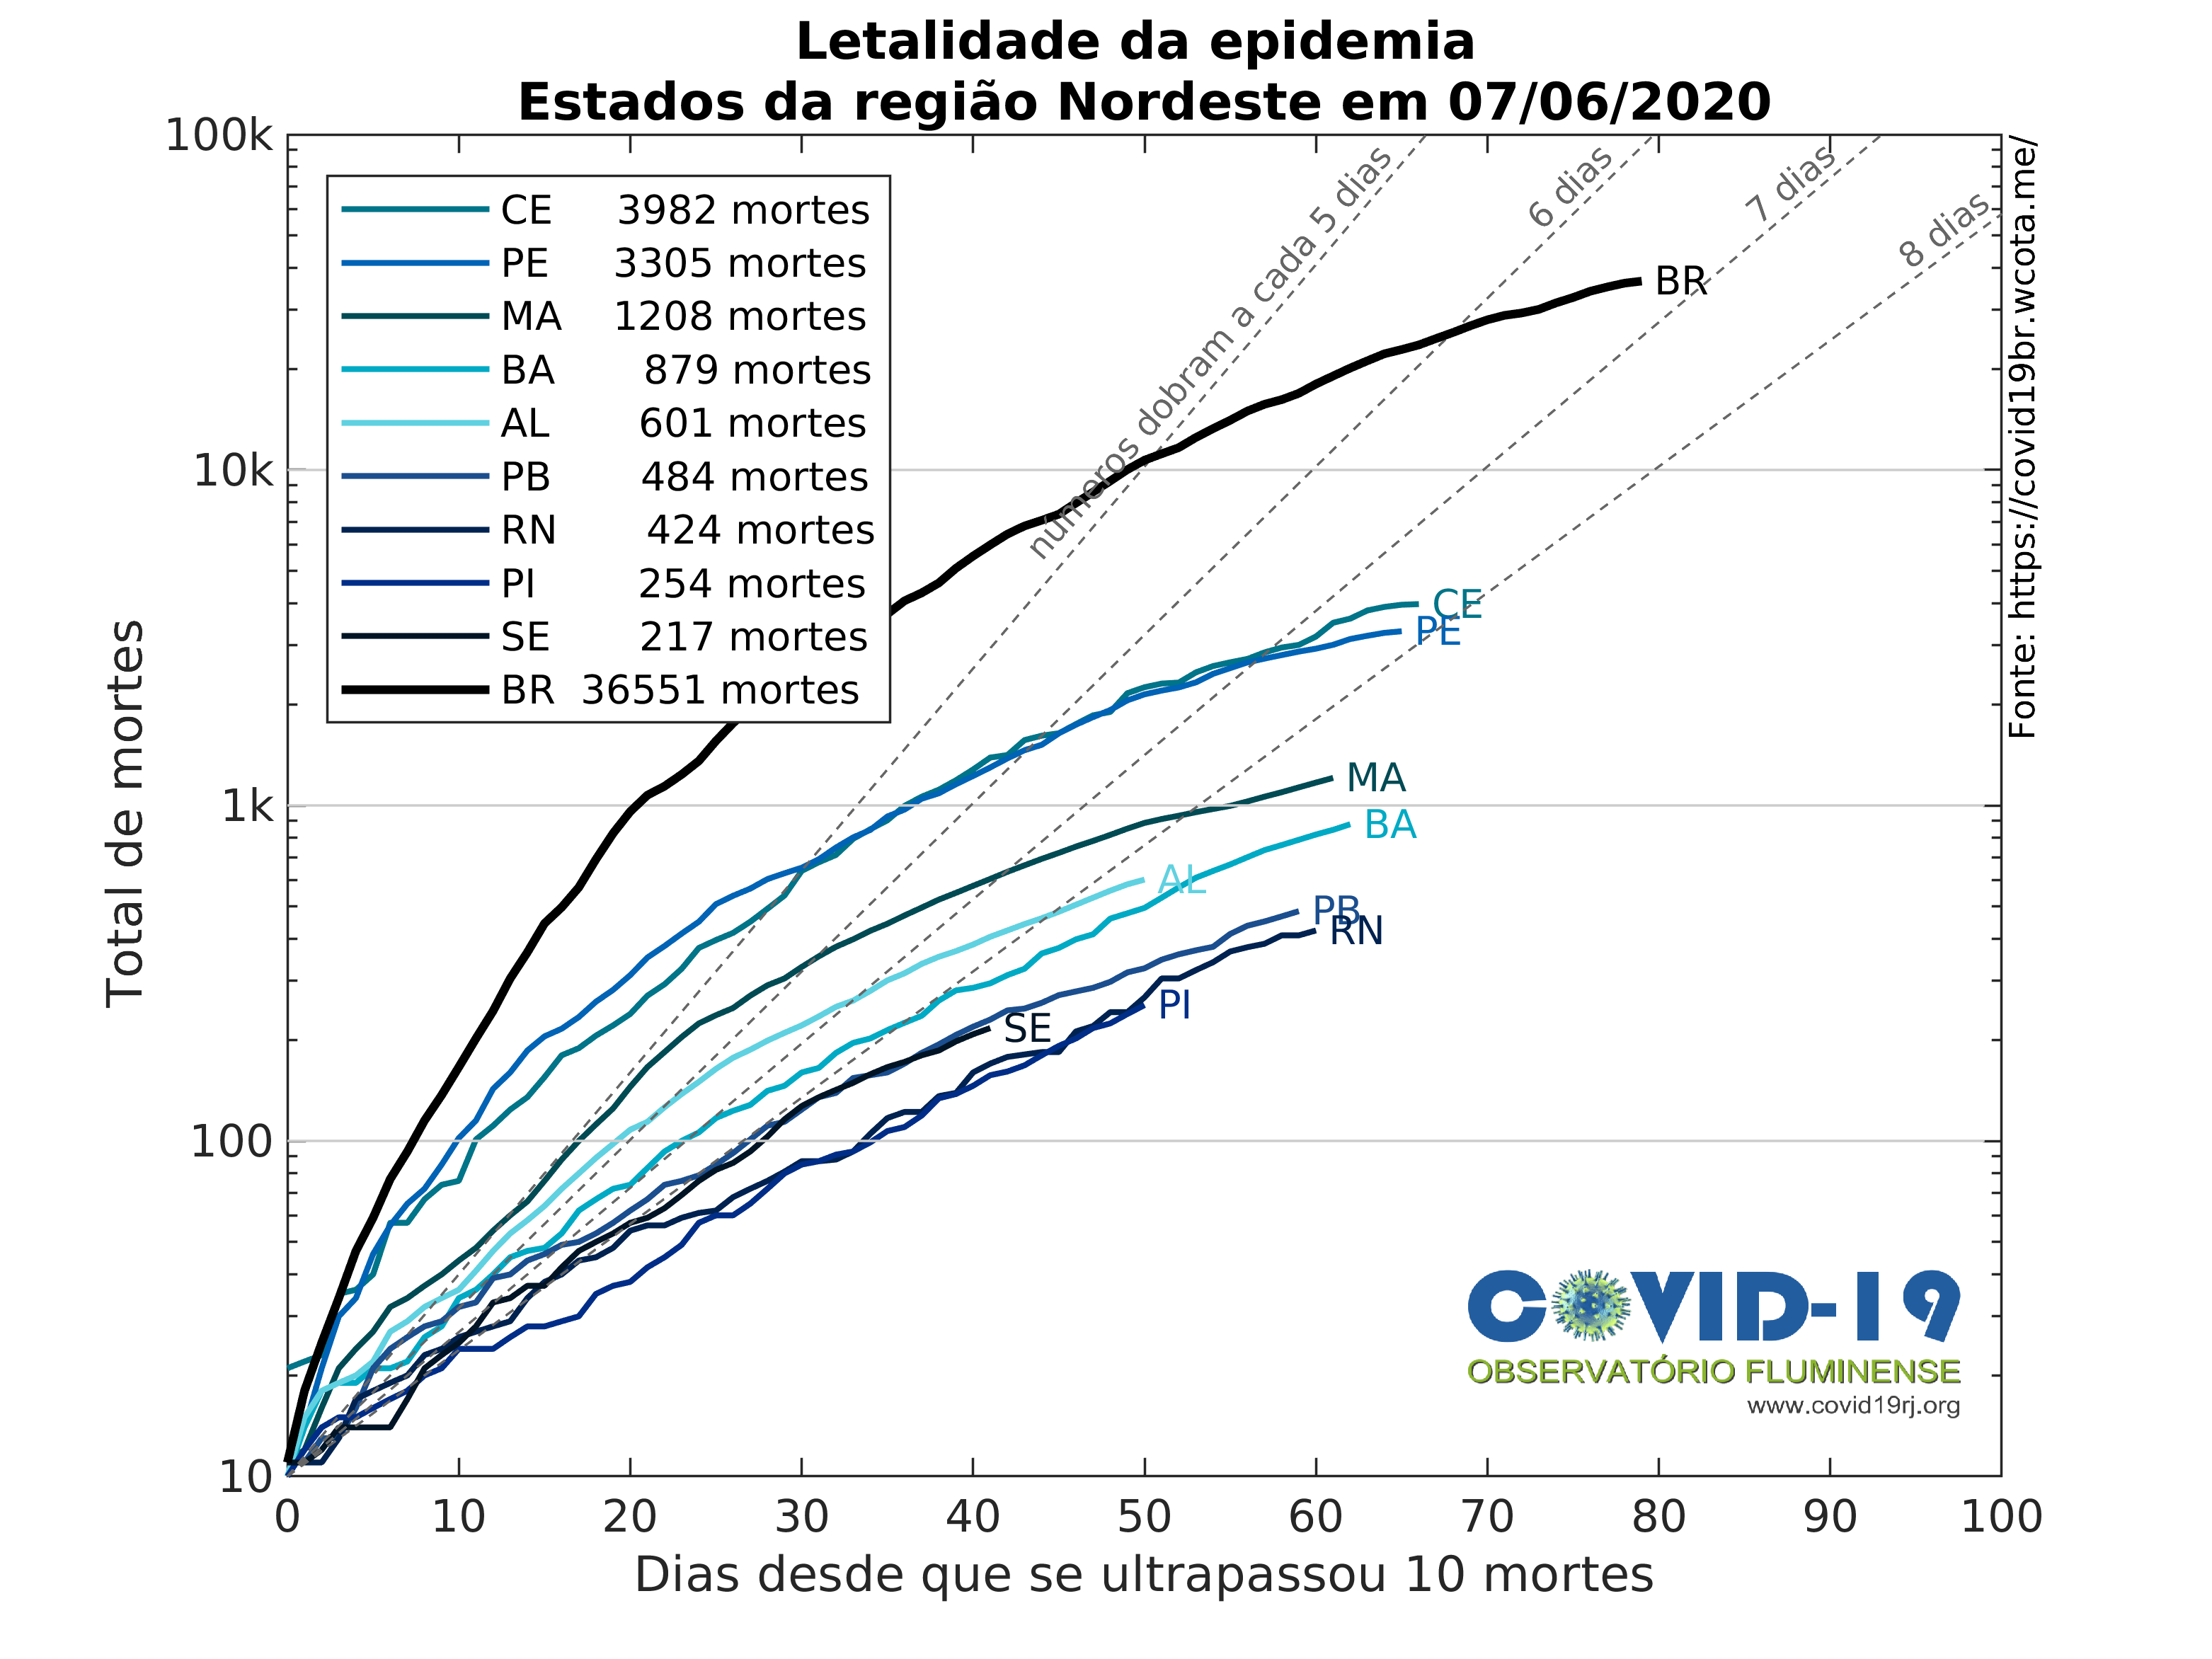 Letalidade da epidemia
Estados da região Nordeste em 07/06/2020
100k
10k
1k
100
10
Total de mortes
CE 3982 mortes
PE 3305 mortes
MA 1208 mortes
BA 879 mortes
AL 601 mortes
PB 484 mortes
RN 424 mortes
PI 254 mortes
SE 217 mortes
BR 36551 mortes
números dobram a cada 5 dias
6 dias
7 dias
8 dias
BR
CE
PE
MA
BA
AL
PB
RN
PI
SE
Fonte: https://covid19br.wcota.me/
COVID-19
OBSERVATÓRIO FLUMINENSE
www.covid19rj.org
0 10 20 30 40 50 60 70 80 90 100
Dias desde que se ultrapassou 10 mortes